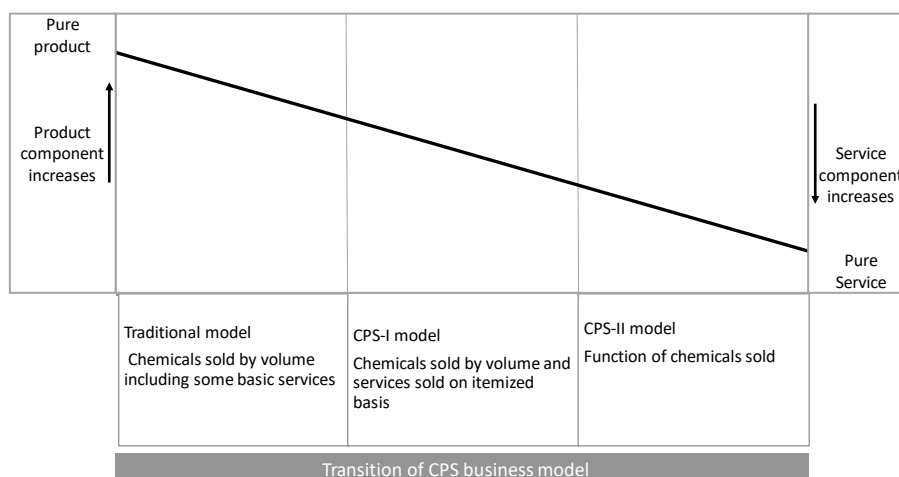 Pure
product
Product
component
increases
Service
component
increases
Pure
Service
Traditional model
Chemicals sold by volume
including some basic services
CPS-I model
Chemicals sold by volume and
services sold on itemized
basis
CPS-II model
Function of chemicals sold
Transition of CPS business model